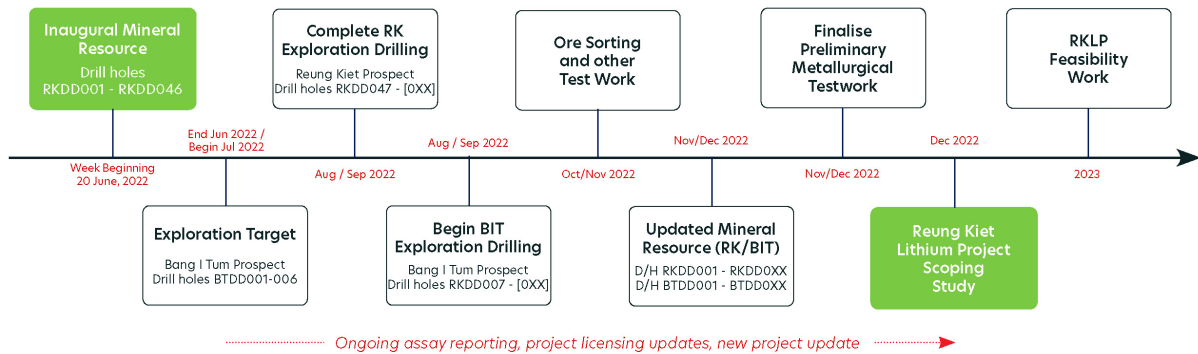 Inaugural Mineral
Resource
Drill holes
RKDD001 - RKDD046
Complete RK
Exploration Drilling
Reung Kiet Prospect
Drill holes RKDD047 - [0XX]
Ore Sorting
and other
Test Work
Finalise
Preliminary
Metallurgical
Testwork
RKLP
Feasibility
Work
End Jun 2022 /
Begin Jul 2022
Aug / Sep 2022
Nov/Dec 2022
Dec 2022
Week Beginning
20 June, 2022
Aug / Sep 2022
Oct/Nov 2022
Nov/Dec 2022
2023
Exploration Target
Bang I Tum Prospect
Drill holes BTDD001-006
Begin BIT
Exploration Drilling
Bang I Tum Prospect
Drill holes RKDD007 - [0XX]
Updated Mineral
Resource (RK/BIT)
D/H RKDD001 - RKDD0XX
D/H BTDD001 - BTDD0XX
Reung Kiet
Lithium Project
Scoping
Study
Ongoing assay reporting, project licensing updates, new project update